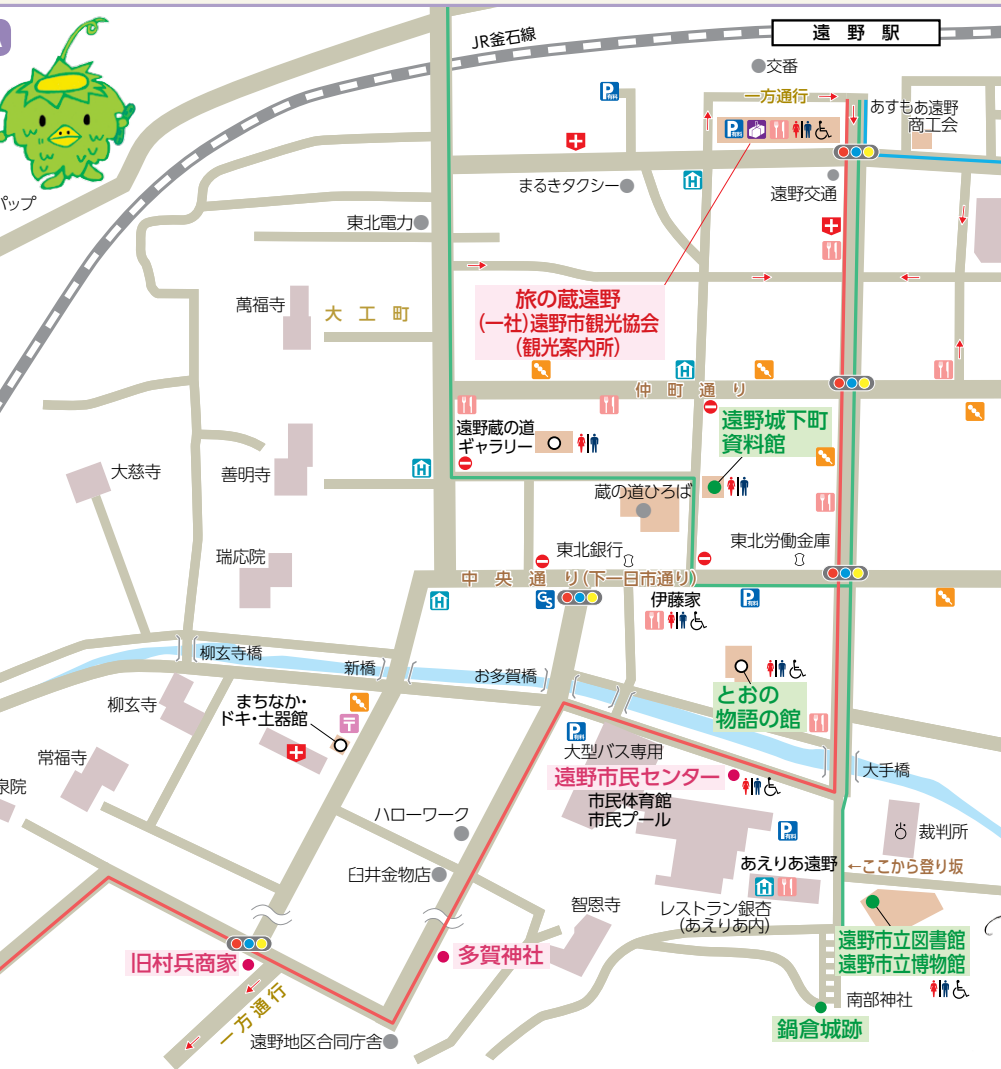 JR釜石線
遠野駅
交番
一方通行
あすもあ遠野
商工会
P
有料
まるきタクシー
H
遠野交通
P
有料
東北電力
萬福寺
大工町
旅の蔵遠野
(一社)遠野市観光協会
(観光案内所)
H
仲町通り
遠野蔵の道
ギャラリー
遠野城下町
資料館
大慈寺
善明寺
H
蔵の道ひろば
瑞応院
東北銀行
東北労働金庫
中央通り(下一日市通り)
H
GS
伊藤家
P
有料
柳玄寺橋
新橋
お多賀橋
とおの
物語の館
柳玄寺
まちなか・
ドキ・土器館
〒
P
有料
大型バス専用
遠野市民センター
大手橋
常福寺
泉院
市民体育館
市民プール
ハローワーク
P
有料
裁判所
臼井金物店
あえりあ遠野
←ここから登り坂
H
智恩寺
レストラン銀杏
(あえりあ内)
旧村兵商家
多賀神社
遠野市立図書館
遠野市立博物館
一方通行
南部神社
遠野地区合同庁舎
鍋倉城跡